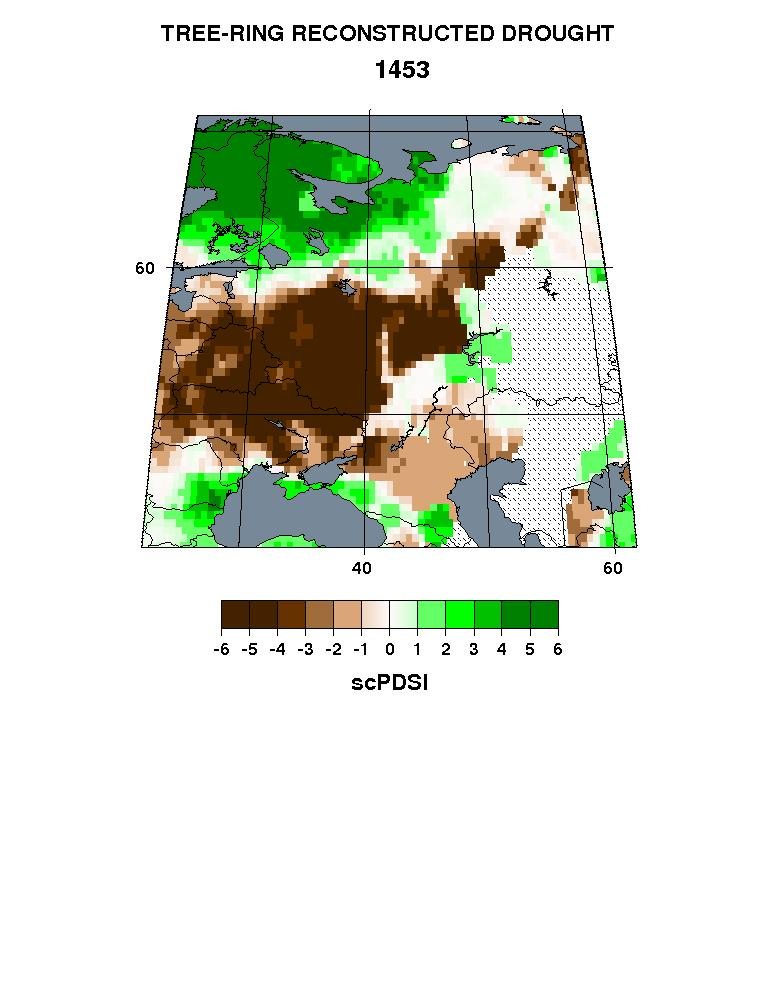 TREE-RING RECONSTRUCTED DROUGHT
1453
60
40 60
-6 -5 -4 -3 -2 -1 0 1 2 3 4 5 6
scPDSI